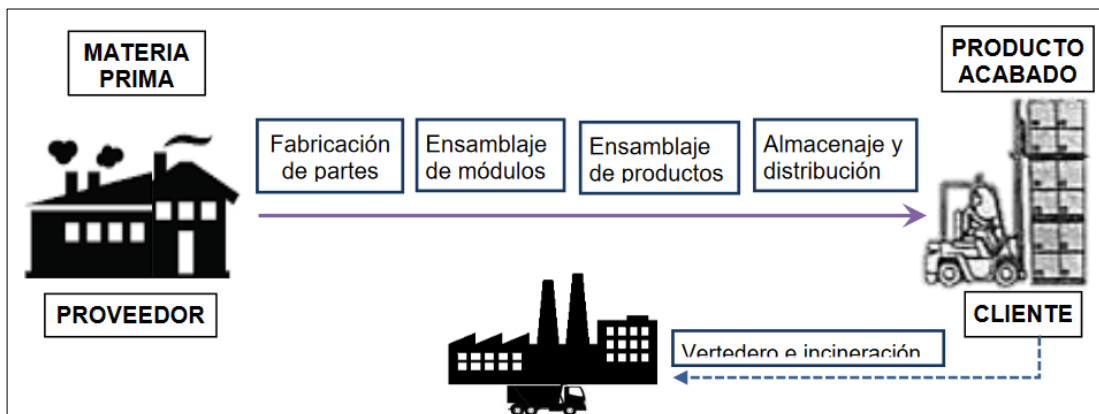 MATERIA
PRIMA
PRODUCTO
ACABADO
Fabricación
de partes
Ensamblaje
de módulos
Ensamblaje
de productos
Almacenaje y
distribución
PROVEEDOR
CLIENTE
Vertedero e incineración